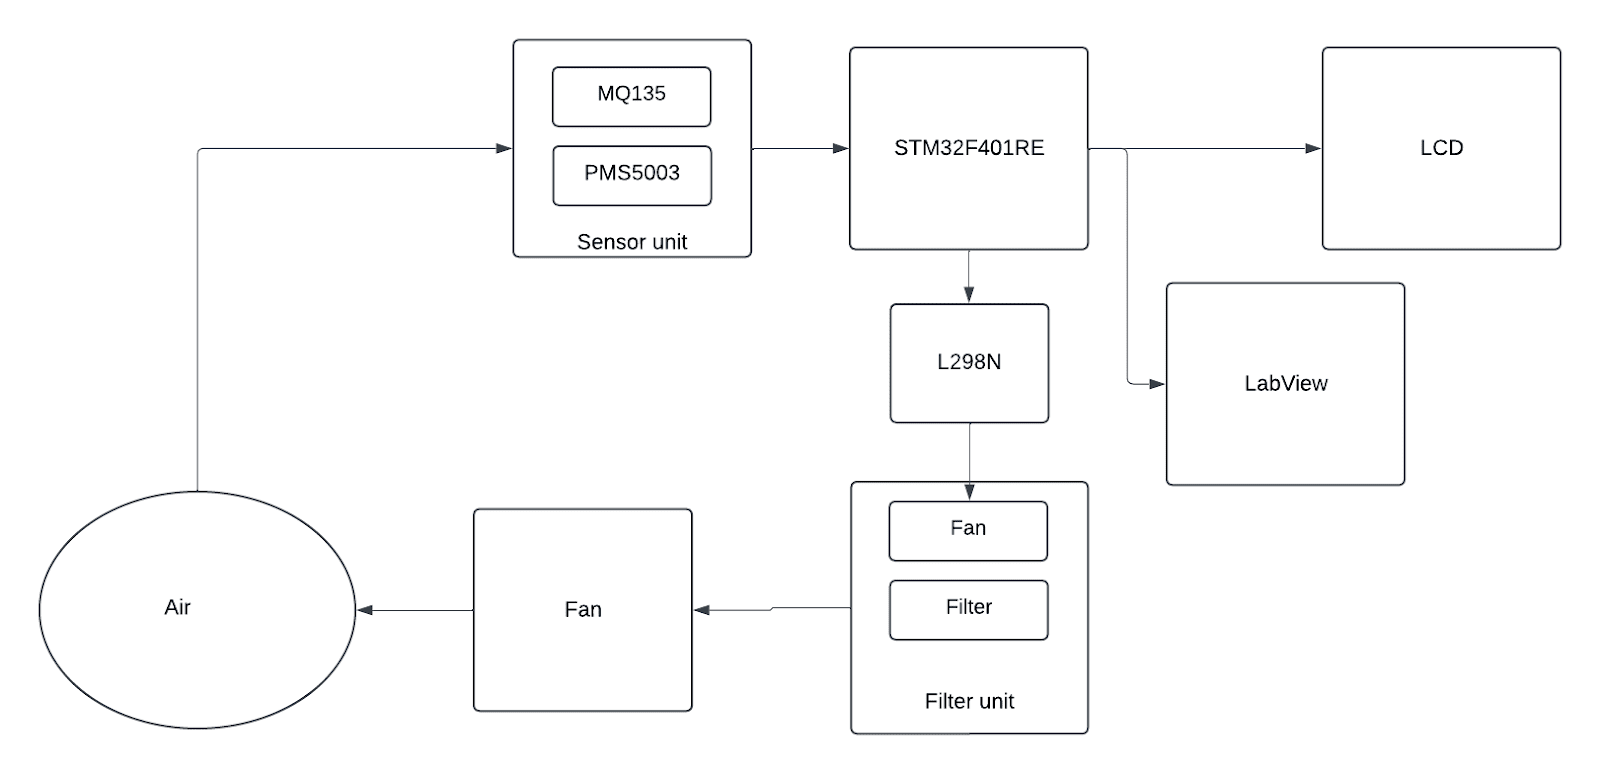 MQ135
PMS5003
Sensor unit
STM32F401RE
LCD
L298N
LabView
Air
Fan
Fan
Filter
Filter unit